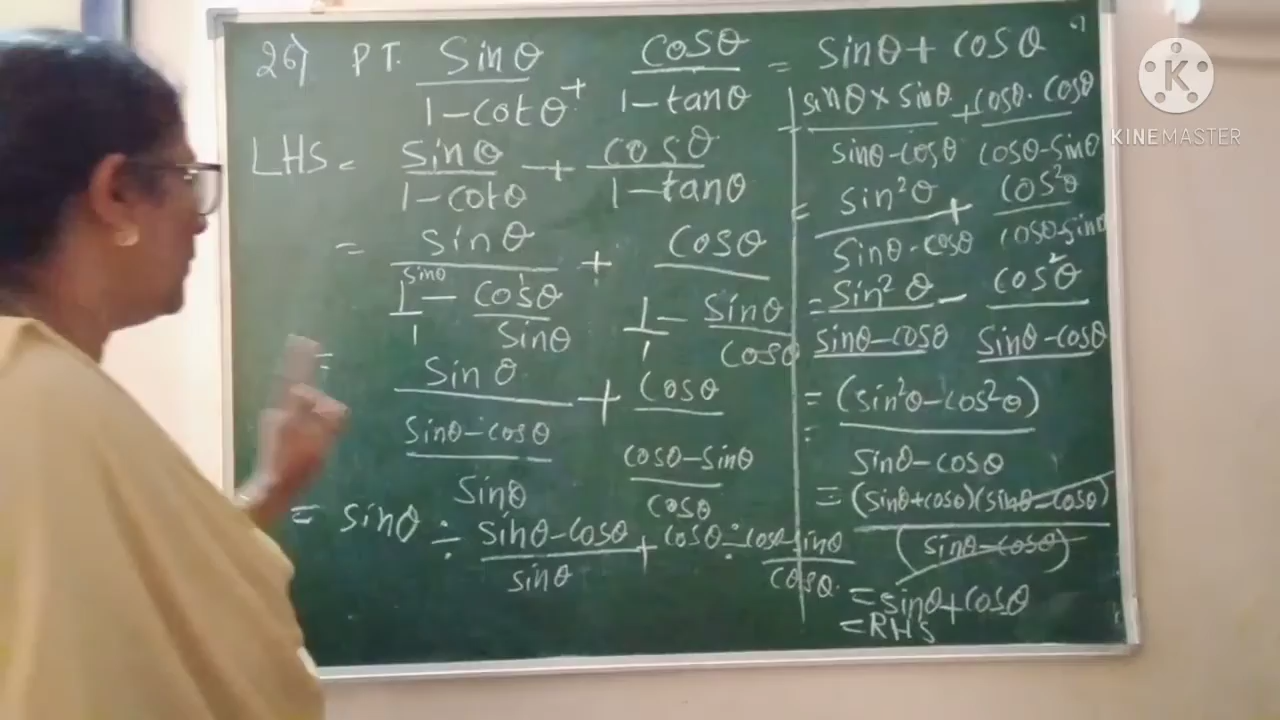 26) P T. Sinθ/1-cotθ + cosθ/1-tanθ = sinθ + cosθ
LHS = sinθ/1-cotθ + cosθ/1-tanθ
= sinθ/1/1 - cosθ/sinθ + cosθ/1/1 - sinθ/cosθ
= sinθ/sinθ-cosθ/sinθ + cosθ/cosθ-sinθ/cosθ
= sinθ ÷ sinθ-cosθ/sinθ + cosθ ÷ cosθ-sinθ/cosθ
= sinθ × sinθ/sinθ-cosθ + cosθ. cosθ/cosθ-sinθ
= sin²θ/sinθ-cosθ + cos²θ/cosθ-sinθ
= sin²θ/sinθ-cosθ - cos²θ/sinθ-cosθ
= (sin²θ-cos²θ)/sinθ-cosθ
= (sinθ+cosθ)(sinθ-cosθ)/(sinθ-cosθ)
= sinθ+cosθ
= RHS
K
KINEMASTER